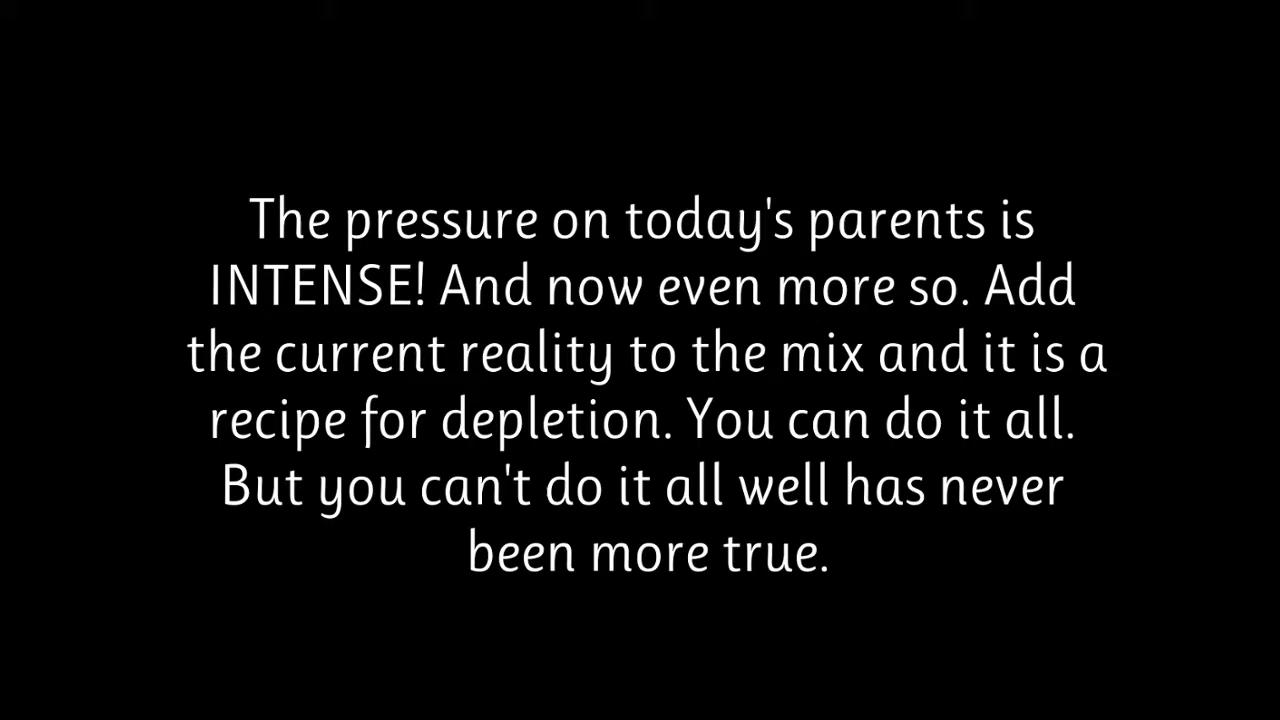 The pressure on today's parents is
INTENSE! And now even more so. Add
the current reality to the mix and it is a
recipe for depletion. You can do it all.
But you can't do it all well has never
been more true.